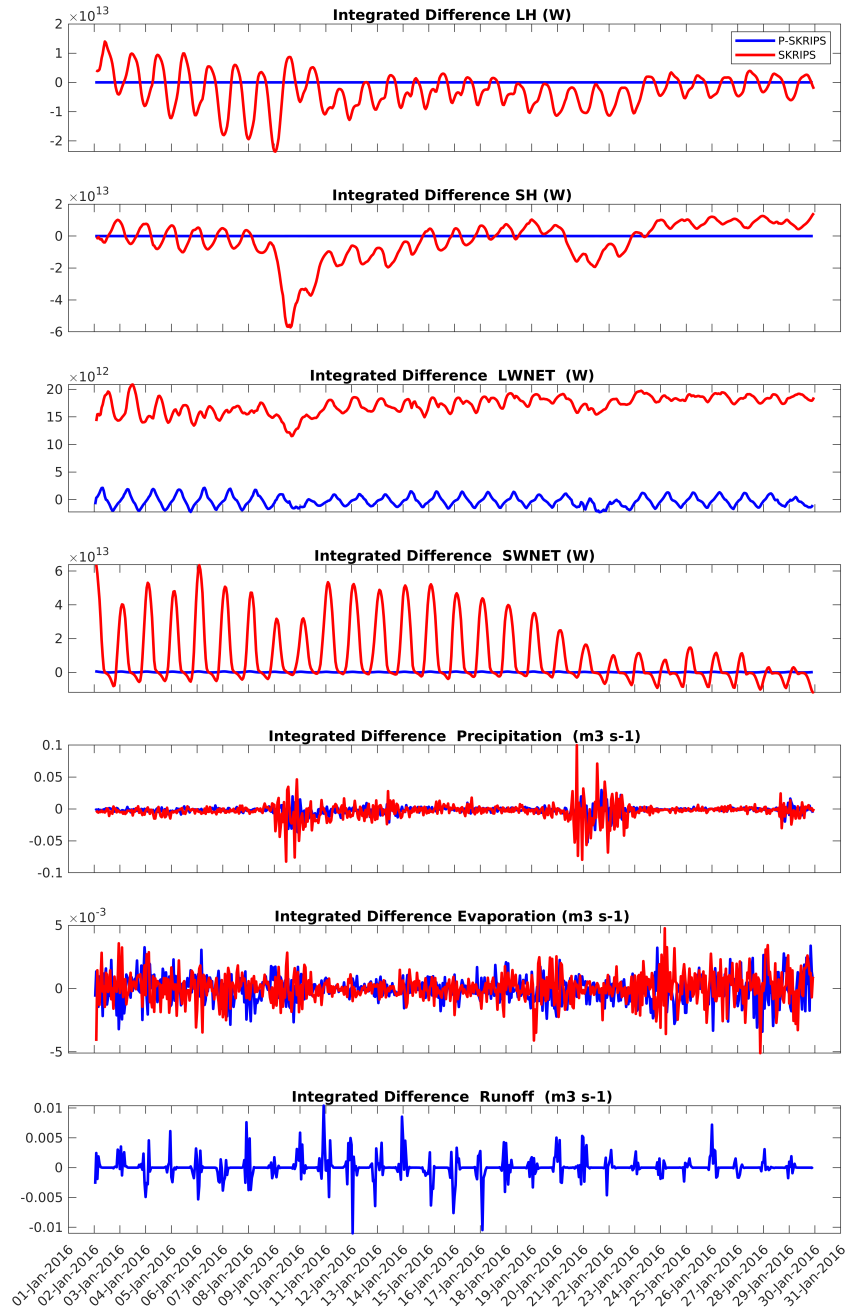 Integrated Difference LH (W)
×10^13
2
1
0
-1
-2
P-SKRIPS
SKRIPS
Integrated Difference SH (W)
×10^13
2
0
-2
-4
-6
Integrated Difference LWNET (W)
×10^12
20
15
10
5
0
Integrated Difference SWNET (W)
×10^13
6
4
2
0
Integrated Difference Precipitation (m3 s-1)
0.1
0.05
0
-0.05
-0.1
Integrated Difference Evaporation (m3 s-1)
×10^-3
5
0
-5
Integrated Difference Runoff (m3 s-1)
0.01
0.005
0
-0.005
-0.01
01-Jan-2016
02-Jan-2016
03-Jan-2016
04-Jan-2016
05-Jan-2016
06-Jan-2016
07-Jan-2016
08-Jan-2016
09-Jan-2016
10-Jan-2016
11-Jan-2016
12-Jan-2016
13-Jan-2016
14-Jan-2016
15-Jan-2016
16-Jan-2016
17-Jan-2016
18-Jan-2016
19-Jan-2016
20-Jan-2016
21-Jan-2016
22-Jan-2016
23-Jan-2016
24-Jan-2016
25-Jan-2016
26-Jan-2016
27-Jan-2016
28-Jan-2016
29-Jan-2016
30-Jan-2016
31-Jan-2016